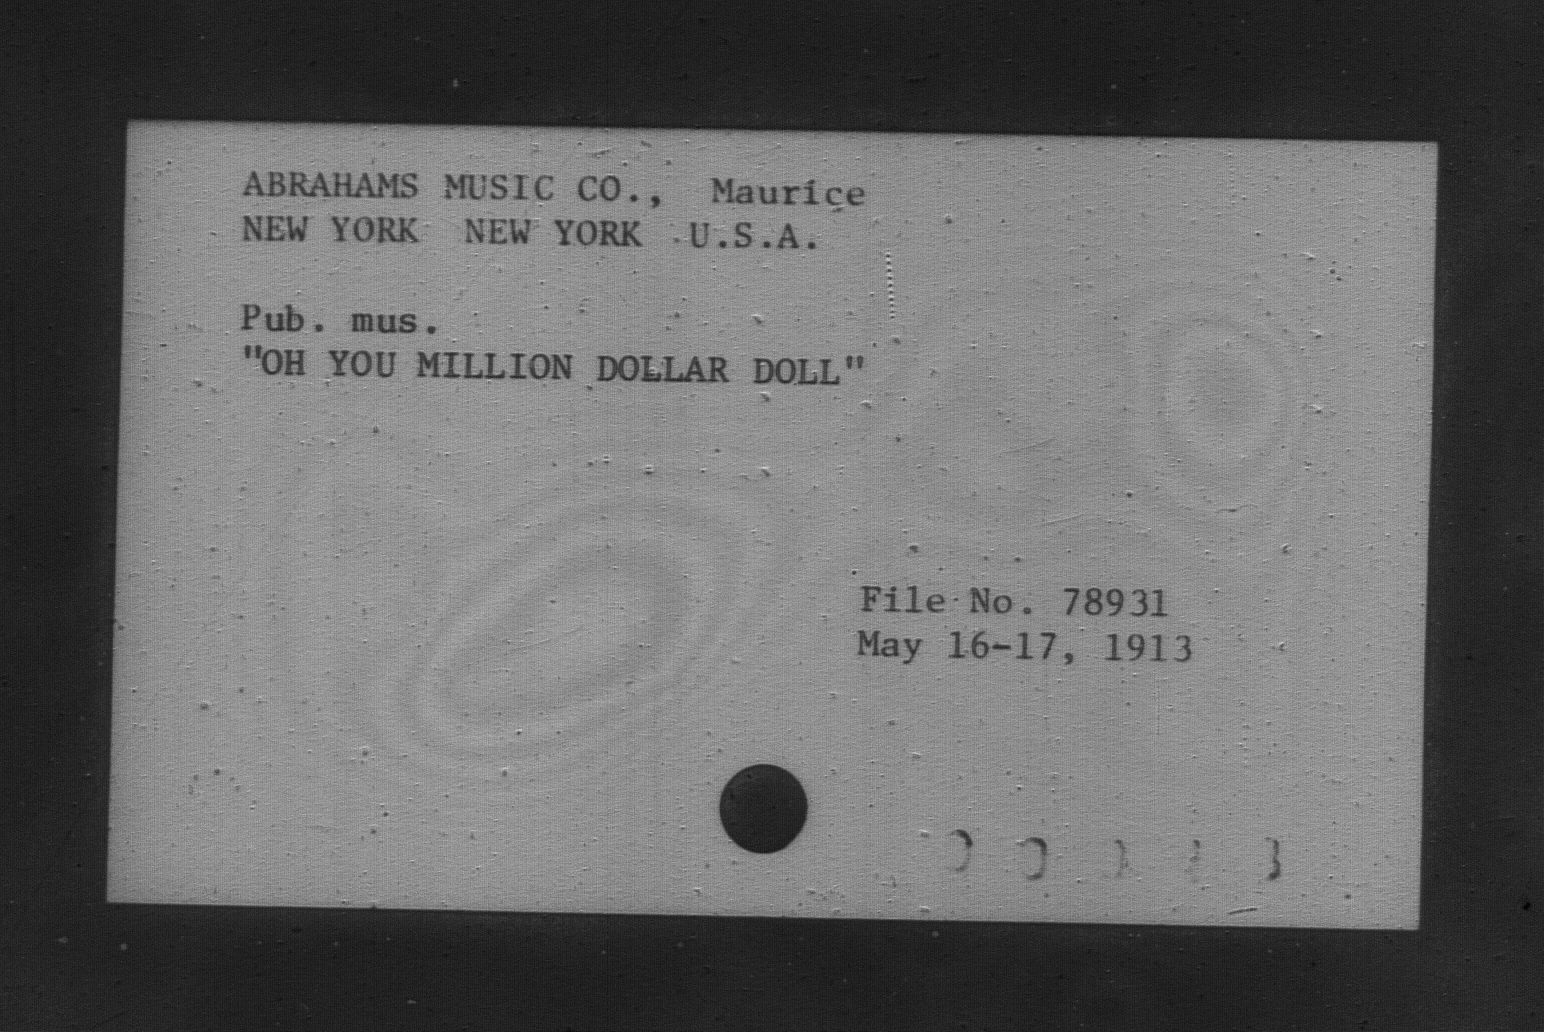 ABRAHAMS MUSIC CO., Maurice
NEW YORK NEW YORK U.S.A.
Pub. mus.
"OH YOU MILLION DOLLAR DOLL"
File No. 78931
May 16-17, 1913